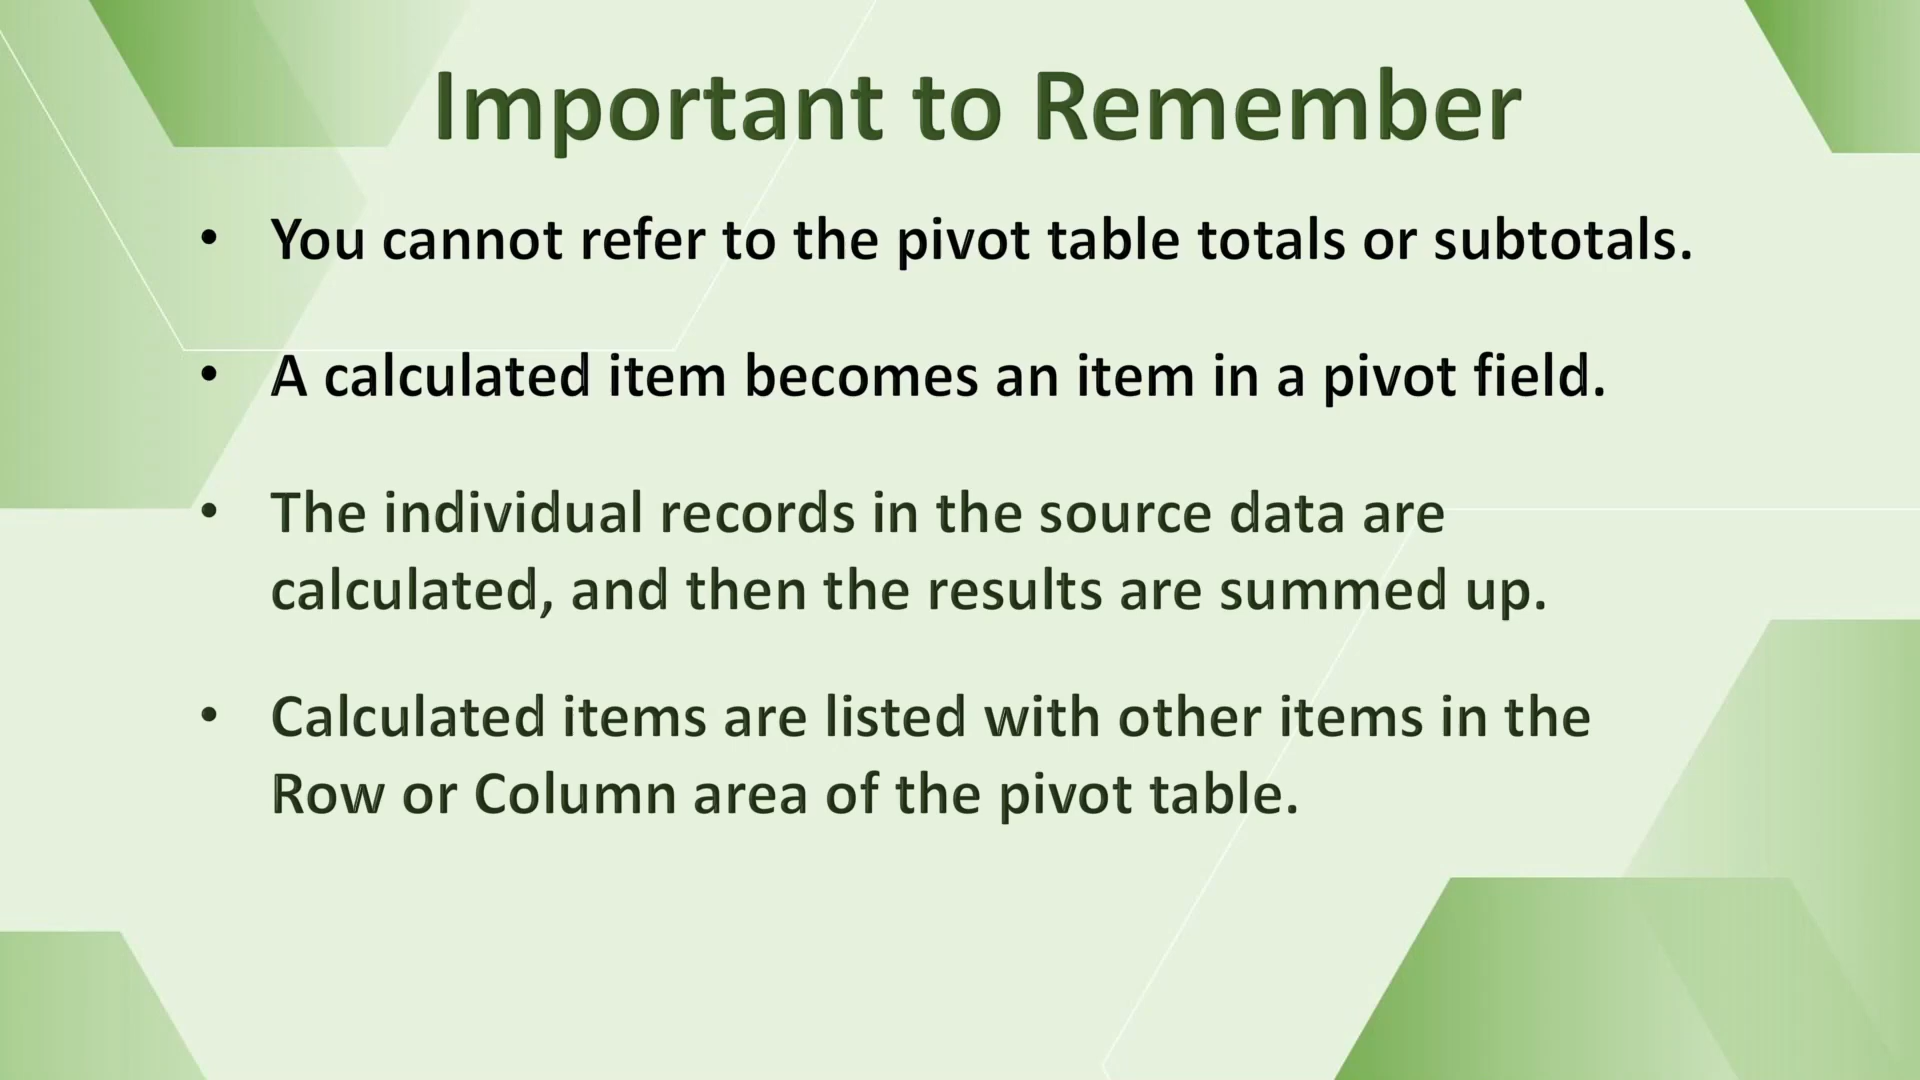 Important to Remember
• You cannot refer to the pivot table totals or subtotals.
• A calculated item becomes an item in a pivot field.
• The individual records in the source data are
calculated, and then the results are summed up.
• Calculated items are listed with other items in the
Row or Column area of the pivot table.